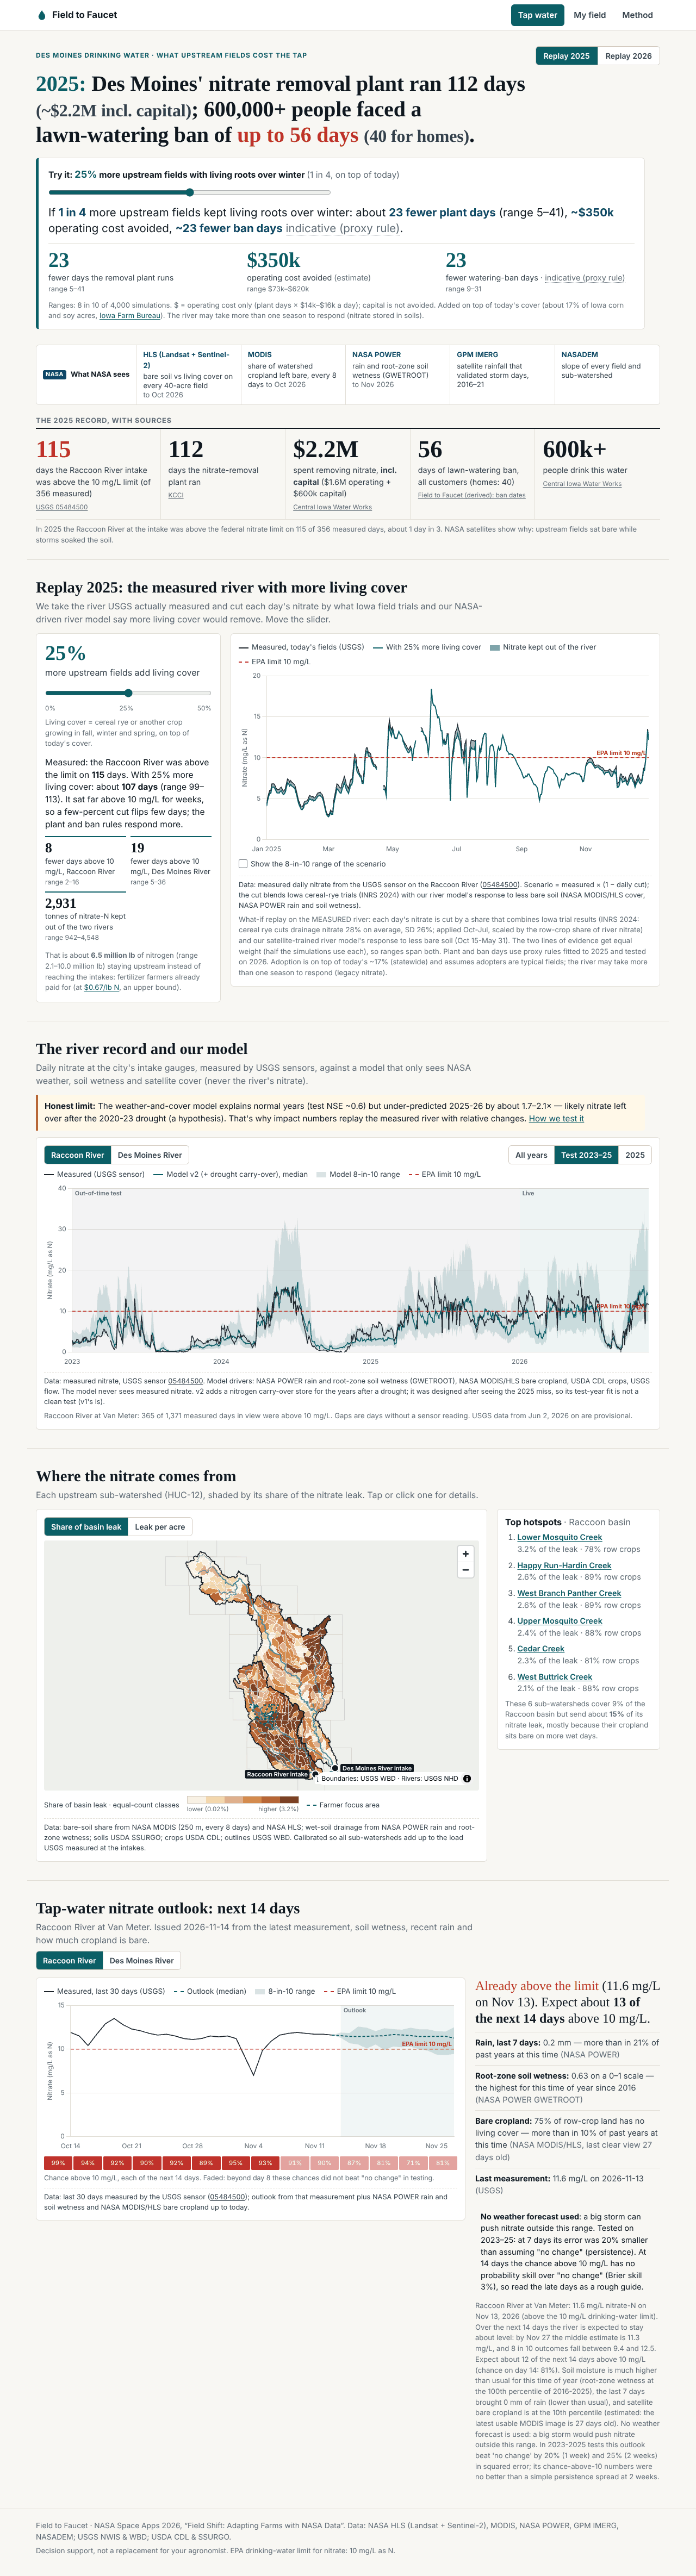 Field to Faucet
Tap water
My field
Method
DES MOINES DRINKING WATER · WHAT UPSTREAM FIELDS COST THE TAP
Replay 2025
Replay 2026
2025: Des Moines' nitrate removal plant ran 112 days
(~$2.2M incl. capital); 600,000+ people faced a
lawn-watering ban of up to 56 days (40 for homes).
Try it: 25% more upstream fields with living roots over winter (1 in 4, on top of today)
If 1 in 4 more upstream fields kept living roots over winter: about 23 fewer plant days (range 5–41), ~$350k
operating cost avoided, ~23 fewer ban days indicative (proxy rule).
23
fewer days the removal plant runs
range 5–41
$350k
operating cost avoided (estimate)
range $73k–$620k
23
fewer watering-ban days · indicative (proxy rule)
range 9–31
Ranges: 8 in 10 of 4,000 simulations. $ = operating cost only (plant days × $14k–$16k a day); capital is not avoided. Added on top of today's cover (about 17% of Iowa corn
and soy acres, Iowa Farm Bureau). The river may take more than one season to respond (nitrate stored in soils).
NASA What NASA sees
HLS (Landsat + Sentinel-
2)
bare soil vs living cover on
every 40-acre field
to Oct 2026
MODIS
share of watershed
cropland left bare, every 8
days to Oct 2026
NASA POWER
rain and root-zone soil
wetness (GWETROOT)
to Nov 2026
GPM IMERG
satellite rainfall that
validated storm days,
2016–21
NASADEM
slope of every field and
sub-watershed
THE 2025 RECORD, WITH SOURCES
115
days the Raccoon River intake
was above the 10 mg/L limit (of
356 measured)
USGS 05484500
112
days the nitrate-removal
plant ran
KCCI
$2.2M
spent removing nitrate, incl.
capital ($1.6M operating +
$600k capital)
Central Iowa Water Works
56
days of lawn-watering ban,
all customers (homes: 40)
Field to Faucet (derived): ban dates
600k+
people drink this water
Central Iowa Water Works
In 2025 the Raccoon River at the intake was above the federal nitrate limit on 115 of 356 measured days, about 1 day in 3. NASA satellites show why: upstream fields sat bare while
storms soaked the soil.
Replay 2025: the measured river with more living cover
We take the river USGS actually measured and cut each day's nitrate by what Iowa field trials and our NASA-
driven river model say more living cover would remove. Move the slider.
25%
more upstream fields add living cover
0%
25%
50%
Living cover = cereal rye or another crop
growing in fall, winter and spring, on top of
today's cover.
Measured: the Raccoon River was above
the limit on 115 days. With 25% more
living cover: about 107 days (range 99–
113). It sat far above 10 mg/L for weeks,
so a few-percent cut flips few days; the
plant and ban rules respond more.
8
fewer days above 10
mg/L, Raccoon River
range 2–16
19
fewer days above 10
mg/L, Des Moines River
range 5–36
2,931
tonnes of nitrate-N kept
out of the two rivers
range 942–4,548
That is about 6.5 million lb of nitrogen (range
2.1–10.0 million lb) staying upstream instead of
reaching the intakes: fertilizer farmers already
paid for (at $0.67/lb N, an upper bound).
Measured, today's fields (USGS)
With 25% more living cover
Nitrate kept out of the river
EPA limit 10 mg/L
Nitrate (mg/L as N)
20
15
10
5
0
EPA limit 10 mg/L
Jan 2025
Mar
May
Jul
Sep
Nov
Show the 8-in-10 range of the scenario
Data: measured daily nitrate from the USGS sensor on the Raccoon River (05484500). Scenario = measured × (1 − daily cut);
the cut blends Iowa cereal-rye trials (INRS 2024) with our river model's response to less bare soil (NASA MODIS/HLS cover,
NASA POWER rain and soil wetness).
What-if replay on the MEASURED river: each day's nitrate is cut by a share that combines Iowa trial results (INRS 2024:
cereal rye cuts drainage nitrate 28% on average, SD 26%; applied Oct-Jul, scaled by the row-crop share of river nitrate)
and our satellite-trained river model's response to less bare soil (Oct 15-May 31). The two lines of evidence get equal
weight (half the simulations use each), so ranges span both. Plant and ban days use proxy rules fitted to 2025 and tested
on 2026. Adoption is on top of today's ~17% (statewide) and assumes adopters are typical fields; the river may take more
than one season to respond (legacy nitrate).
The river record and our model
Daily nitrate at the city's intake gauges, measured by USGS sensors, against a model that only sees NASA
weather, soil wetness and satellite cover (never the river's nitrate).
Honest limit: The weather-and-cover model explains normal years (test NSE ~0.6) but under-predicted 2025-26 by about 1.7–2.1× — likely nitrate left
over after the 2020-23 drought (a hypothesis). That's why impact numbers replay the measured river with relative changes. How we test it
Raccoon River
Des Moines River
All years
Test 2023–25
2025
Measured (USGS sensor)
Model v2 (+ drought carry-over), median
Model 8-in-10 range
EPA limit 10 mg/L
Nitrate (mg/L as N)
40
20
10
0
Out-of-time test
Live
2023
2024
2025
2026
Data: measured nitrate, USGS sensor 05484500. Model drivers: NASA POWER rain and root-zone soil wetness (GWETROOT), NASA MODIS/HLS bare cropland, USDA CDL crops, USGS
flow. The model never sees measured nitrate. v2 adds a nitrogen carry-over store for the years after a drought; it was designed after seeing the 2025 miss, so its test-year fit is not a
clean test (v1's is).
Raccoon River at Van Meter: 365 of 1,371 measured days in view were above 10 mg/L. Gaps are days without a sensor reading. USGS data from Jun 2, 2026 on are provisional.
Where the nitrate comes from
Each upstream sub-watershed (HUC-12), shaded by its share of the nitrate leak. Tap or click one for details.
Share of basin leak
Leak per acre
+
−
Raccoon River intake
Des Moines River intake
Boundaries: USGS WBD · Rivers: USGS NHD
Share of basin leak · equal-count classes
lower (0.02%)
higher (3.2%)
Farmer focus area
Data: bare-soil share from NASA MODIS (250 m, every 8 days) and NASA HLS; wet-soil drainage from NASA POWER rain and root-
zone wetness; soils USDA SSURGO; crops USDA CDL; outlines USGS WBD. Calibrated so all sub-watersheds add up to the load
USGS measured at the intakes.
Top hotspots · Raccoon basin
1. Lower Mosquito Creek
3.2% of the leak · 78% row crops
2. Happy Run-Hardin Creek
2.6% of the leak · 89% row crops
3. West Branch Panther Creek
2.6% of the leak · 89% row crops
4. Upper Mosquito Creek
2.4% of the leak · 88% row crops
5. Cedar Creek
2.3% of the leak · 81% row crops
6. West Buttrick Creek
2.1% of the leak · 88% row crops
These 6 sub-watersheds cover 9% of the
Raccoon basin but send about 15% of its
nitrate leak, mostly because their cropland
sits bare on more wet days.
Tap-water nitrate outlook: next 14 days
Raccoon River at Van Meter. Issued 2026-11-14 from the latest measurement, soil wetness, recent rain and
how much cropland is bare.
Raccoon River
Des Moines River
Measured, last 30 days (USGS)
Outlook (median)
8-in-10 range
EPA limit 10 mg/L
Nitrate (mg/L as N)
15
10
5
0
Outlook
EPA limit 10 mg/L
Oct 14
Oct 21
Oct 28
Nov 4
Nov 11
Nov 18
Nov 25
99% 94% 92% 90% 92% 89% 95% 93% 91% 90% 87% 81% 71% 81%
Chance above 10 mg/L, each of the next 14 days. Faded: beyond day 8 these chances did not beat "no change" in testing.
Data: last 30 days measured by the USGS sensor (05484500); outlook from that measurement plus NASA POWER rain and
soil wetness and NASA MODIS/HLS bare cropland up to today.
Already above the limit (11.6 mg/L
on Nov 13). Expect about 13 of
the next 14 days above 10 mg/L.
Rain, last 7 days: 0.2 mm — more than in 21% of
past years at this time (NASA POWER)
Root-zone soil wetness: 0.63 on a 0–1 scale —
the highest for this time of year since 2016
(NASA POWER GWETROOT)
Bare cropland: 75% of row-crop land has no
living cover — more than in 10% of past years at
this time (NASA MODIS/HLS, last clear view 27
days old)
Last measurement: 11.6 mg/L on 2026-11-13
(USGS)
No weather forecast used: a big storm can
push nitrate outside this range. Tested on
2023–25: at 7 days its error was 20% smaller
than assuming "no change" (persistence). At
14 days the chance above 10 mg/L has no
probability skill over "no change" (Brier skill
3%), so read the late days as a rough guide.
Raccoon River at Van Meter: 11.6 mg/L nitrate-N on
Nov 13, 2026 (above the 10 mg/L drinking-water limit).
Over the next 14 days the river is expected to stay
about level: by Nov 27 the middle estimate is 11.3
mg/L, and 8 in 10 outcomes fall between 9.4 and 12.5.
Expect about 12 of the next 14 days above 10 mg/L
(chance on day 14: 81%). Soil moisture is much higher
than usual for this time of year (root-zone wetness at
the 100th percentile of 2016-2025), the last 7 days
brought 0 mm of rain (lower than usual), and satellite
bare cropland is at the 10th percentile (estimated: the
latest usable MODIS image is 27 days old). No weather
forecast is used: a big storm would push nitrate
outside this range. In 2023-2025 tests this outlook
beat 'no change' by 20% (1 week) and 25% (2 weeks)
in squared error; its chance-above-10 numbers were
no better than a simple persistence spread at 2 weeks.
Field to Faucet · NASA Space Apps 2026, "Field Shift: Adapting Farms with NASA Data". Data: NASA HLS (Landsat + Sentinel-2), MODIS, NASA POWER, GPM IMERG,
NASADEM; USGS NWIS & WBD; USDA CDL & SSURGO.
Decision support, not a replacement for your agronomist. EPA drinking-water limit for nitrate: 10 mg/L as N.